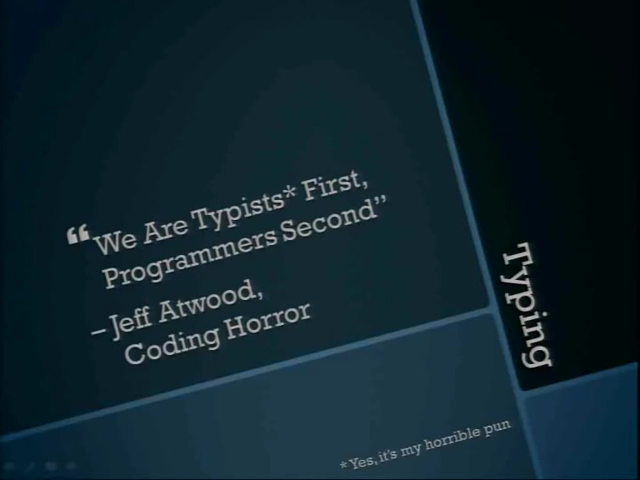 “ We Are Typists* First,
Programmers Second”
– Jeff Atwood,
Coding Horror
Typing
* Yes, it's my horrible pun